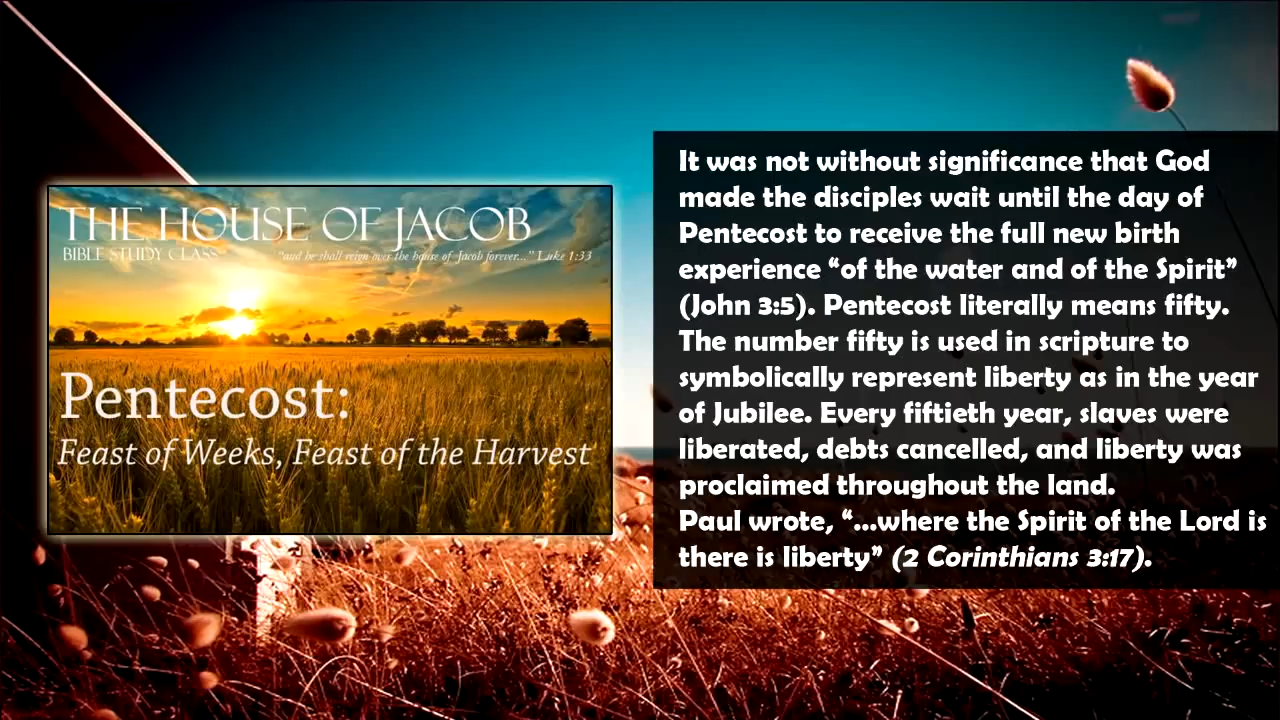 THE HOUSE OF JACOB
BIBLE STUDY CLASS
“and he shall reign over the house of Jacob forever...” Luke 1:33
Pentecost:
Feast of Weeks, Feast of the Harvest
It was not without significance that God
made the disciples wait until the day of
Pentecost to receive the full new birth
experience “of the water and of the Spirit”
(John 3:5). Pentecost literally means fifty.
The number fifty is used in scripture to
symbolically represent liberty as in the year
of Jubilee. Every fiftieth year, slaves were
liberated, debts cancelled, and liberty was
proclaimed throughout the land.
Paul wrote, “...where the Spirit of the Lord is
there is liberty” (2 Corinthians 3:17).